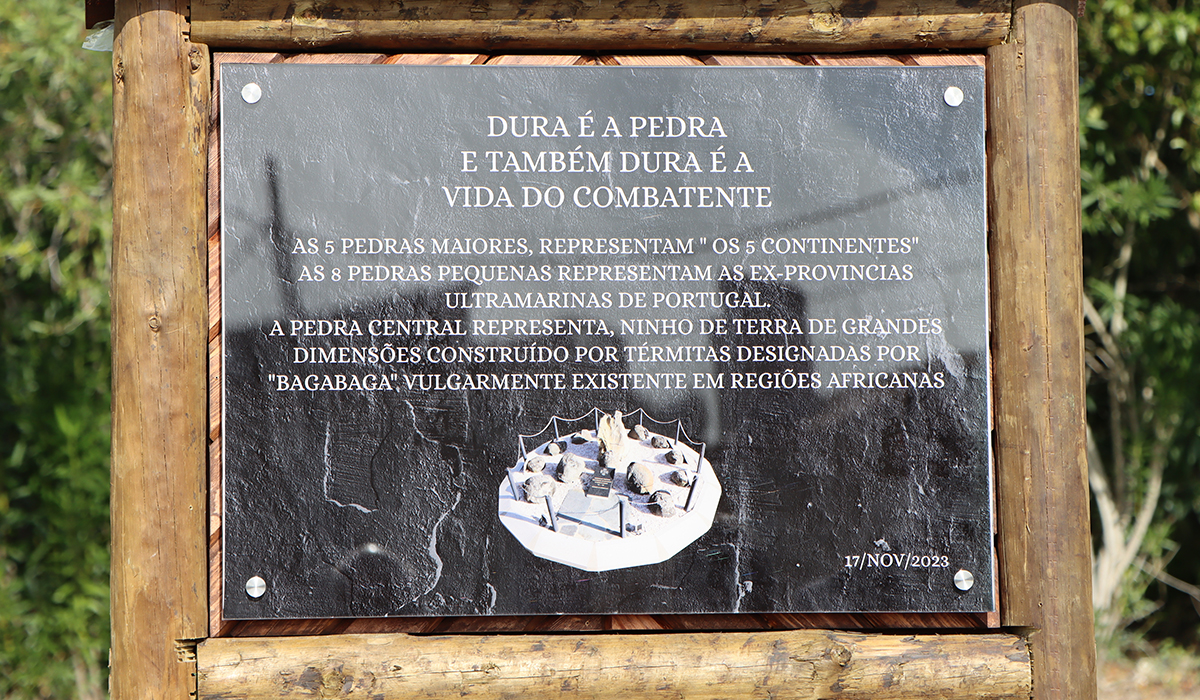 DURA É A PEDRA
E TAMBÉM DURA É A
VIDA DO COMBATENTE
AS 5 PEDRAS MAIORES, REPRESENTAM " OS 5 CONTINENTES"
AS 8 PEDRAS PEQUENAS REPRESENTAM AS EX-PROVINCIAS
ULTRAMARINAS DE PORTUGAL.
A PEDRA CENTRAL REPRESENTA, NINHO DE TERRA DE GRANDES
DIMENSÕES CONSTRUÍDO POR TÉRMITAS DESIGNADAS POR
"BAGABAGA" VULGARMENTE EXISTENTE EM REGIÕES AFRICANAS
17/NOV/2023